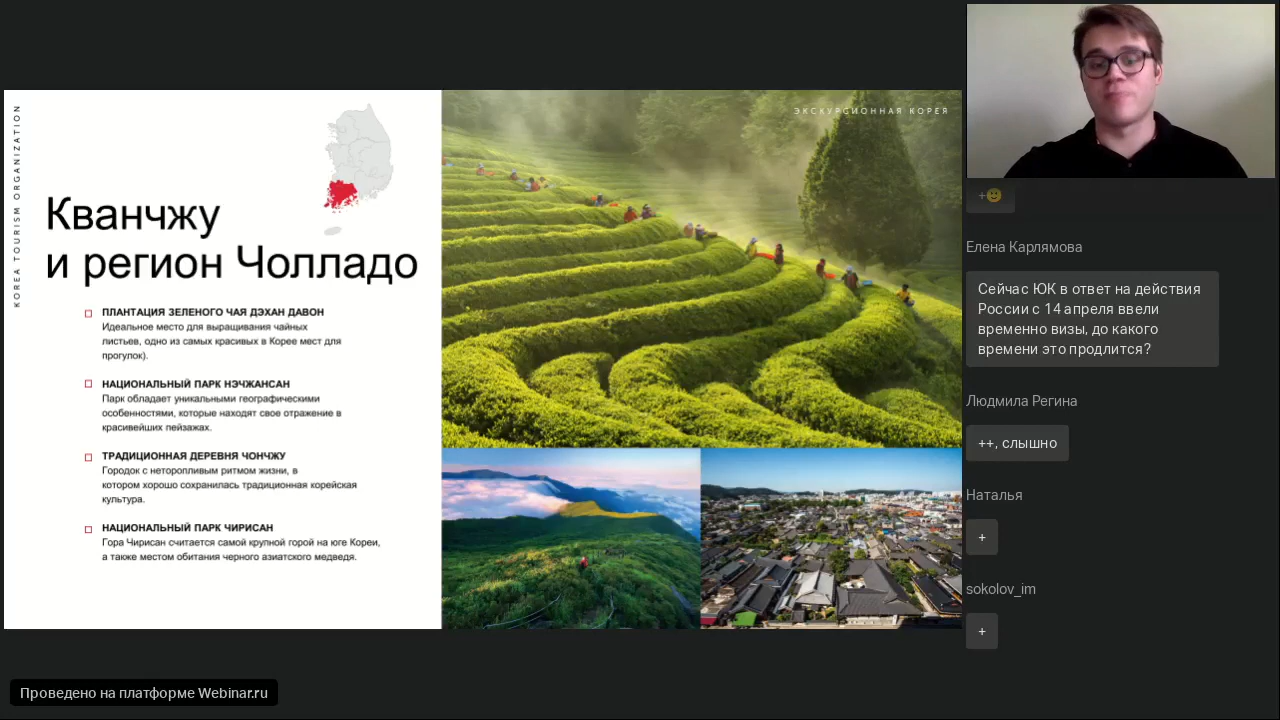 KOREA TOURISM ORGANIZATION
Кванчжу
и регион Чолладо
ПЛАНТАЦИЯ ЗЕЛЕНОГО ЧАЯ ДЭХАН ДАВОН
Идеальное место для выращивания чайных
листьев, одно из самых красивых в Корее мест для
прогулок).
НАЦИОНАЛЬНЫЙ ПАРК НЭЧЖАНСАН
Парк обладает уникальными географическими
особенностями, которые находят свое отражение в
красивейших пейзажах.
ТРАДИЦИОННАЯ ДЕРЕВНЯ ЧОНЧЖУ
Городок с неторопливым ритмом жизни, в
котором хорошо сохранилась традиционная корейская
культура.
НАЦИОНАЛЬНЫЙ ПАРК ЧИРИСАН
Гора Чирисан считается самой крупной горой на юге Кореи,
а также местом обитания черного азиатского медведя.
ЭКСКУРСИОННАЯ КОРЕЯ
+🙂
Елена Карлямова
Сейчас ЮК в ответ на действия
России с 14 апреля ввели
временно визы, до какого
времени это продлится?
Людмила Регина
++, слышно
Наталья
+
sokolov_im
+
Проведено на платформе Webinar.ru